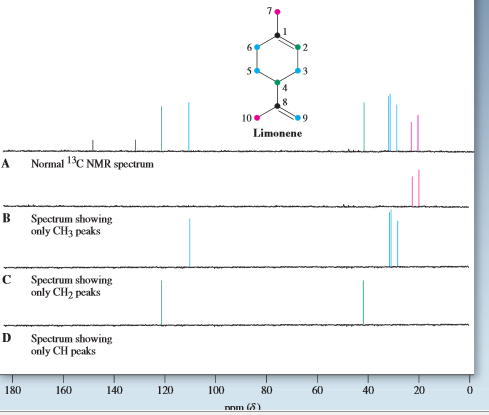 7
1
6
2
5
3
4
8
10
9
Limonene
A Normal 13C NMR spectrum
B Spectrum showing
only CH3 peaks
C Spectrum showing
only CH2 peaks
D Spectrum showing
only CH peaks
180 160 140 120 100 80 60 40 20 0
ppm (δ)